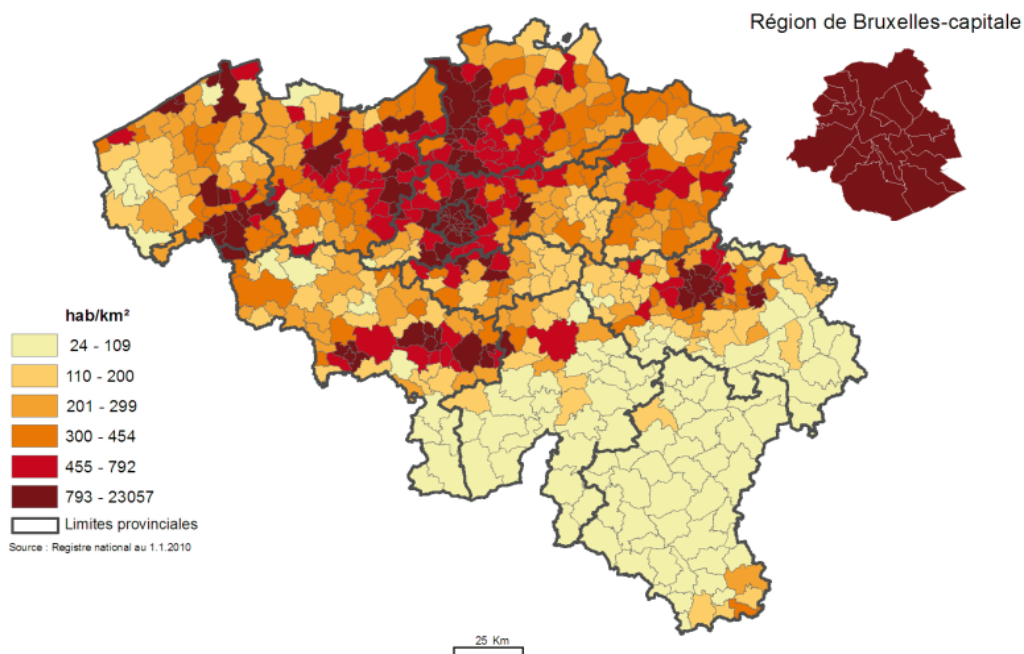 Région de Bruxelles-capitale
hab/km²
24 - 109
110 - 200
201 - 299
300 - 454
455 - 792
793 - 23057
Limites provinciales
Source : Registre national au 1.1.2010
25 Km